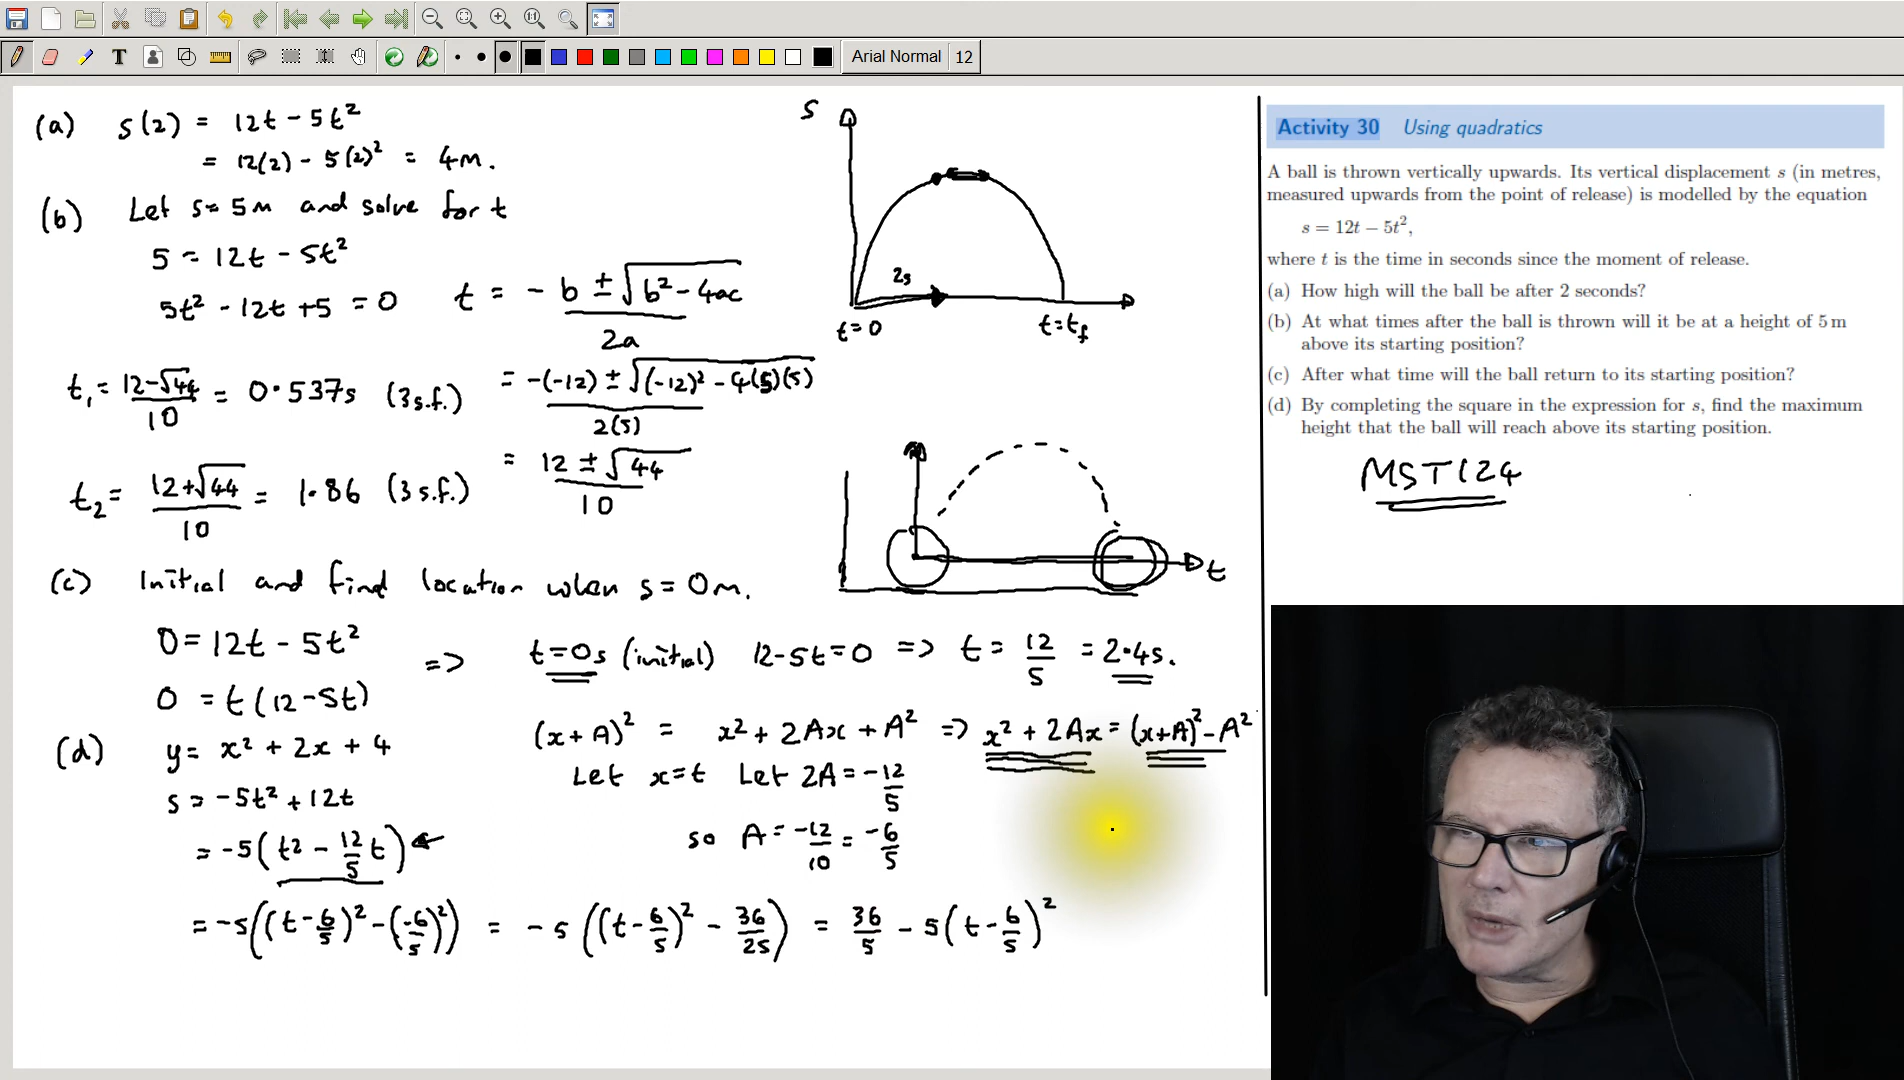 Arial Normal 12
(a) s(2) = 12t - 5t²
= 12(2) - 5(2)² = 4m.
(b) Let s = 5m and solve for t
5 = 12t - 5t²
5t² - 12t + 5 = 0
t = - b ± √(b² - 4ac) / 2a
= -(-12) ± √((-12)² - 4(5)(5)) / 2(5)
= 12 ± √44 / 10
t₁ = 12-√44 / 10 = 0.537s (3s.f.)
t₂ = 12+√44 / 10 = 1.86 (3s.f.)
(c) Initial and find location when s = 0m.
0 = 12t - 5t²
0 = t(12-5t)
=> t=0s (initial) 12-5t=0 => t = 12/5 = 2.4s.
(d) y = x² + 2x + 4
s = -5t² + 12t
= -5(t² - 12/5 t)
(x+A)² = x² + 2Ax + A² => x² + 2Ax = (x+A)² - A²
Let x=t Let 2A = -12/5
so A = -12/10 = -6/5
= -5((t-6/5)² - (-6/5)²) = -5((t-6/5)² - 36/25) = 36/5 - 5(t-6/5)²
s
2s
t=0
t=t_f
t
Activity 30 Using quadratics
A ball is thrown vertically upwards. Its vertical displacement s (in metres,
measured upwards from the point of release) is modelled by the equation
s = 12t − 5t²,
where t is the time in seconds since the moment of release.
(a) How high will the ball be after 2 seconds?
(b) At what times after the ball is thrown will it be at a height of 5 m
above its starting position?
(c) After what time will the ball return to its starting position?
(d) By completing the square in the expression for s, find the maximum
height that the ball will reach above its starting position.
MST124